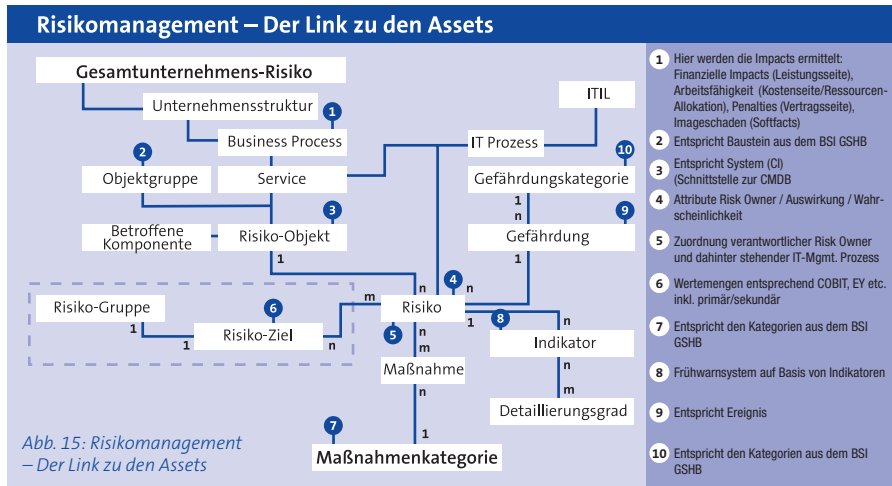 Risikomanagement – Der Link zu den Assets
Gesamtunternehmens-Risiko
Unternehmensstruktur
ITIL
1
Business Process
IT Prozess
2
10
Objektgruppe
Service
Gefährdungskategorie
1
3
n
9
Betroffene
Komponente
Risiko-Objekt
Gefährdung
1
1
n
4
n
m
Risiko-Gruppe
6
Risiko
1
Risiko-Ziel
5
n
1
8
n
1
1
n
m
Indikator
Maßnahme
n
n
m
Detaillierungsgrad
7
1
Maßnahmenkategorie
Abb. 15: Risikomanagement
– Der Link zu den Assets
1 Hier werden die Impacts ermittelt:
Finanzielle Impacts (Leistungsseite),
Arbeitsfähigkeit (Kostenseite/Ressourcen-
Allokation), Penalties (Vertragsseite),
Imageschaden (Softfacts)
2 Entspricht Baustein aus dem BSI GSHB
3 Entspricht System (CI)
(Schnittstelle zur CMDB
4 Attribute Risk Owner / Auswirkung / Wahr-
scheinlichkeit
5 Zuordnung verantwortlicher Risk Owner
und dahinter stehender IT-Mgmt. Prozess
6 Wertemengen entsprechend COBIT, EY etc.
inkl. primär/sekundär
7 Entspricht den Kategorien aus dem BSI
GSHB
8 Frühwarnsystem auf Basis von Indikatoren
9 Entspricht Ereignis
10 Entspricht den Kategorien aus dem BSI
GSHB